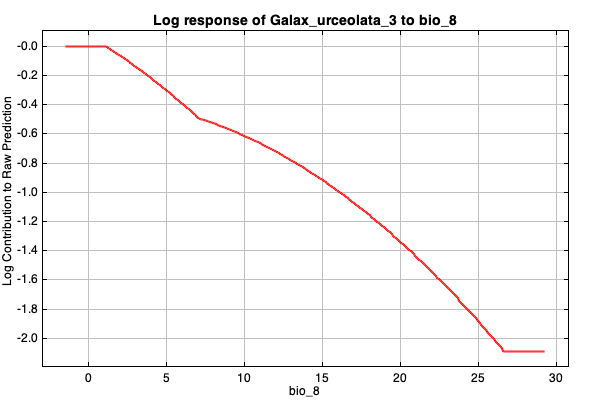 Log response of Galax_urceolata_3 to bio_8
Log Contribution to Raw Prediction
-0.0
-0.2
-0.4
-0.6
-0.8
-1.0
-1.2
-1.4
-1.6
-1.8
-2.0
0 5 10 15 20 25 30
bio_8